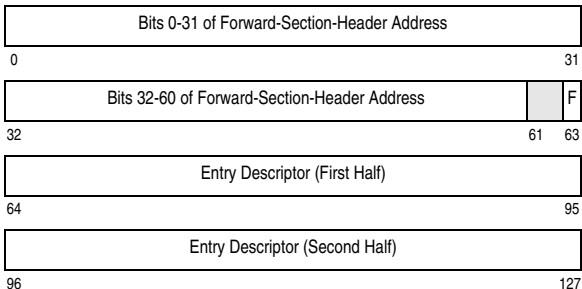 Bits 0-31 of Forward-Section-Header Address
0 31
Bits 32-60 of Forward-Section-Header Address F
32 61 63
Entry Descriptor (First Half)
64 95
Entry Descriptor (Second Half)
96 127